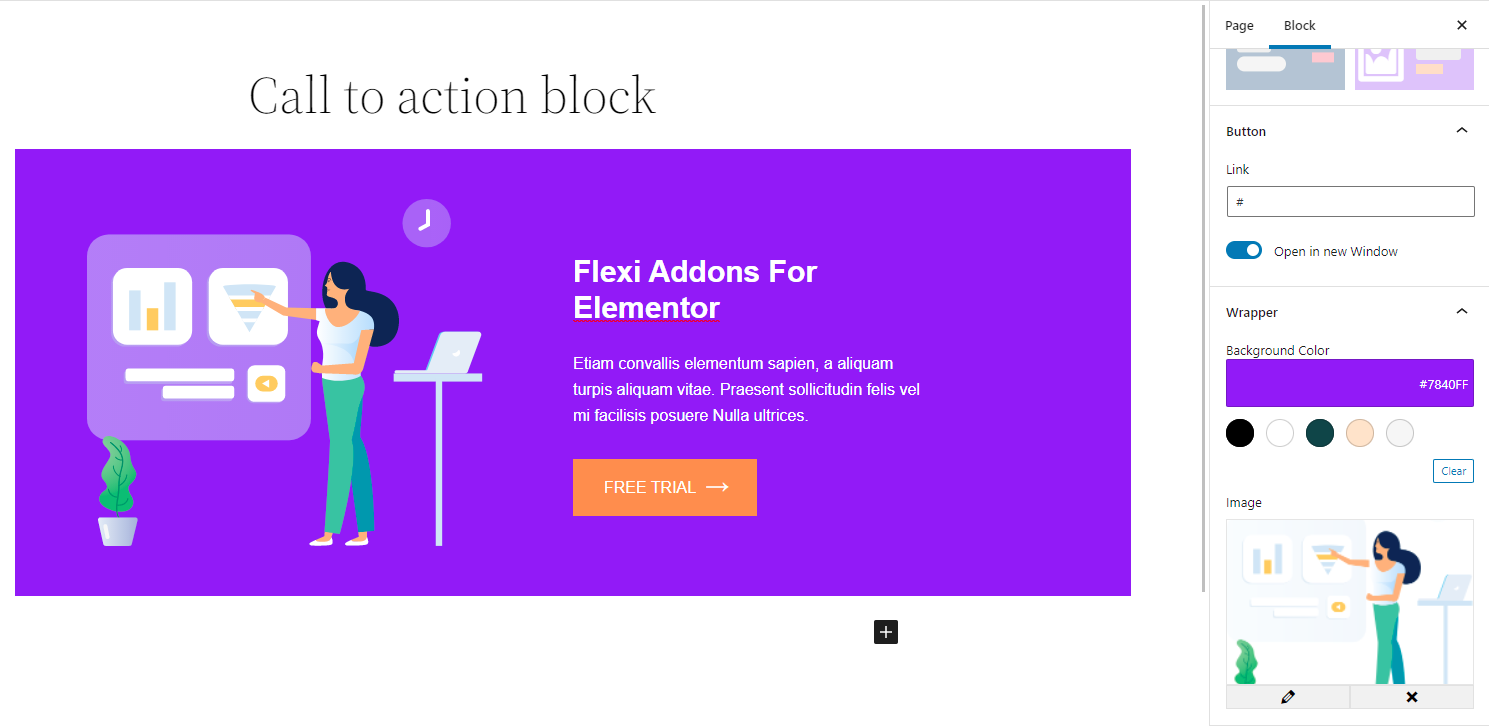 Call to action block
Flexi Addons For
Elementor
Etiam convallis elementum sapien, a aliquam
turpis aliquam vitae. Praesent sollicitudin felis vel
mi facilisis posuere Nulla ultrices.
FREE TRIAL
Page Block
Button
Link
#
Open in new Window
Wrapper
Background Color
#7840FF
Clear
Image